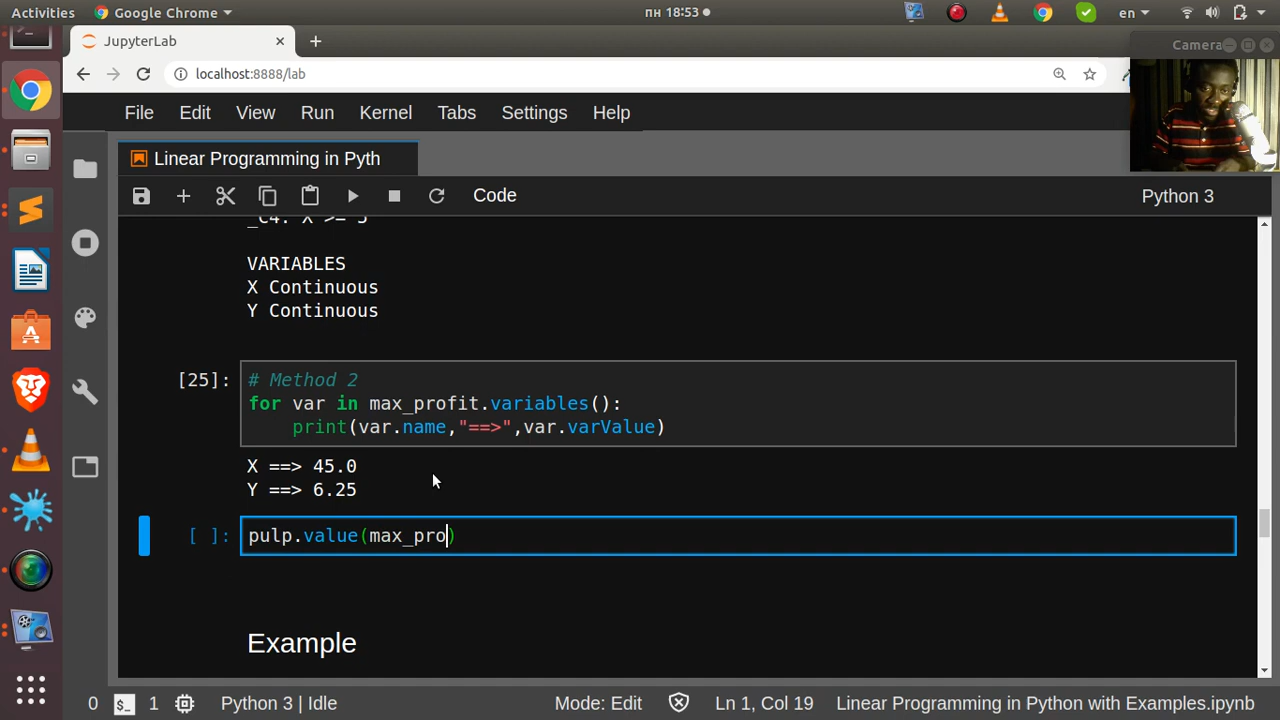 Activities Google Chrome пн 18:53 en
JupyterLab
Camera
localhost:8888/lab
File Edit View Run Kernel Tabs Settings Help
Linear Programming in Pyth
Code Python 3
_C4: X >= 5
VARIABLES
X Continuous
Y Continuous
[25]: # Method 2
for var in max_profit.variables():
print(var.name,"==>",var.varValue)
X ==> 45.0
Y ==> 6.25
[ ]: pulp.value(max_pro)
Example
0 $_ 1 Python 3 | Idle Mode: Edit Ln 1, Col 19 Linear Programming in Python with Examples.ipynb